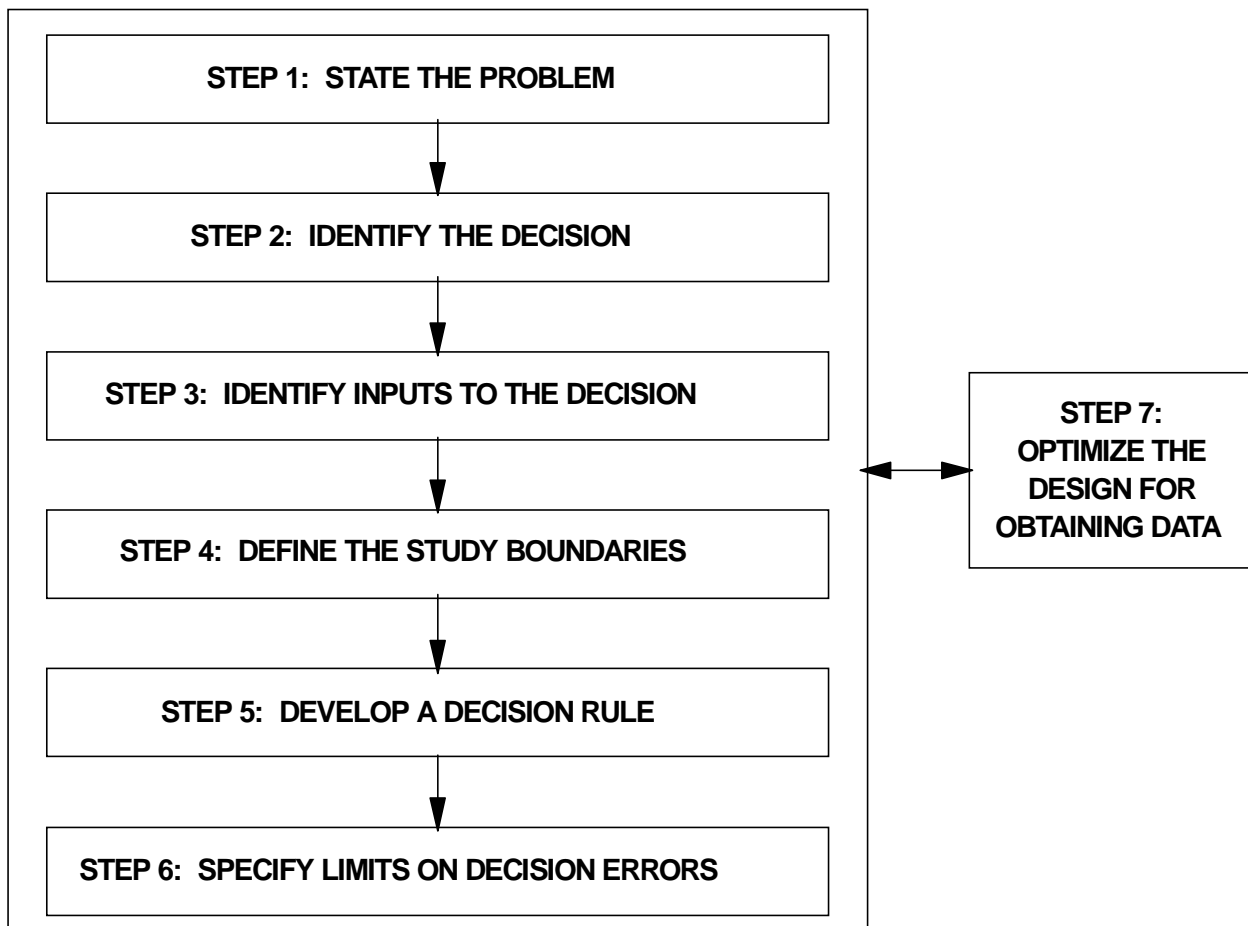 STEP 1: STATE THE PROBLEM
STEP 2: IDENTIFY THE DECISION
STEP 3: IDENTIFY INPUTS TO THE DECISION
STEP 4: DEFINE THE STUDY BOUNDARIES
STEP 5: DEVELOP A DECISION RULE
STEP 6: SPECIFY LIMITS ON DECISION ERRORS
STEP 7:
OPTIMIZE THE
DESIGN FOR
OBTAINING DATA